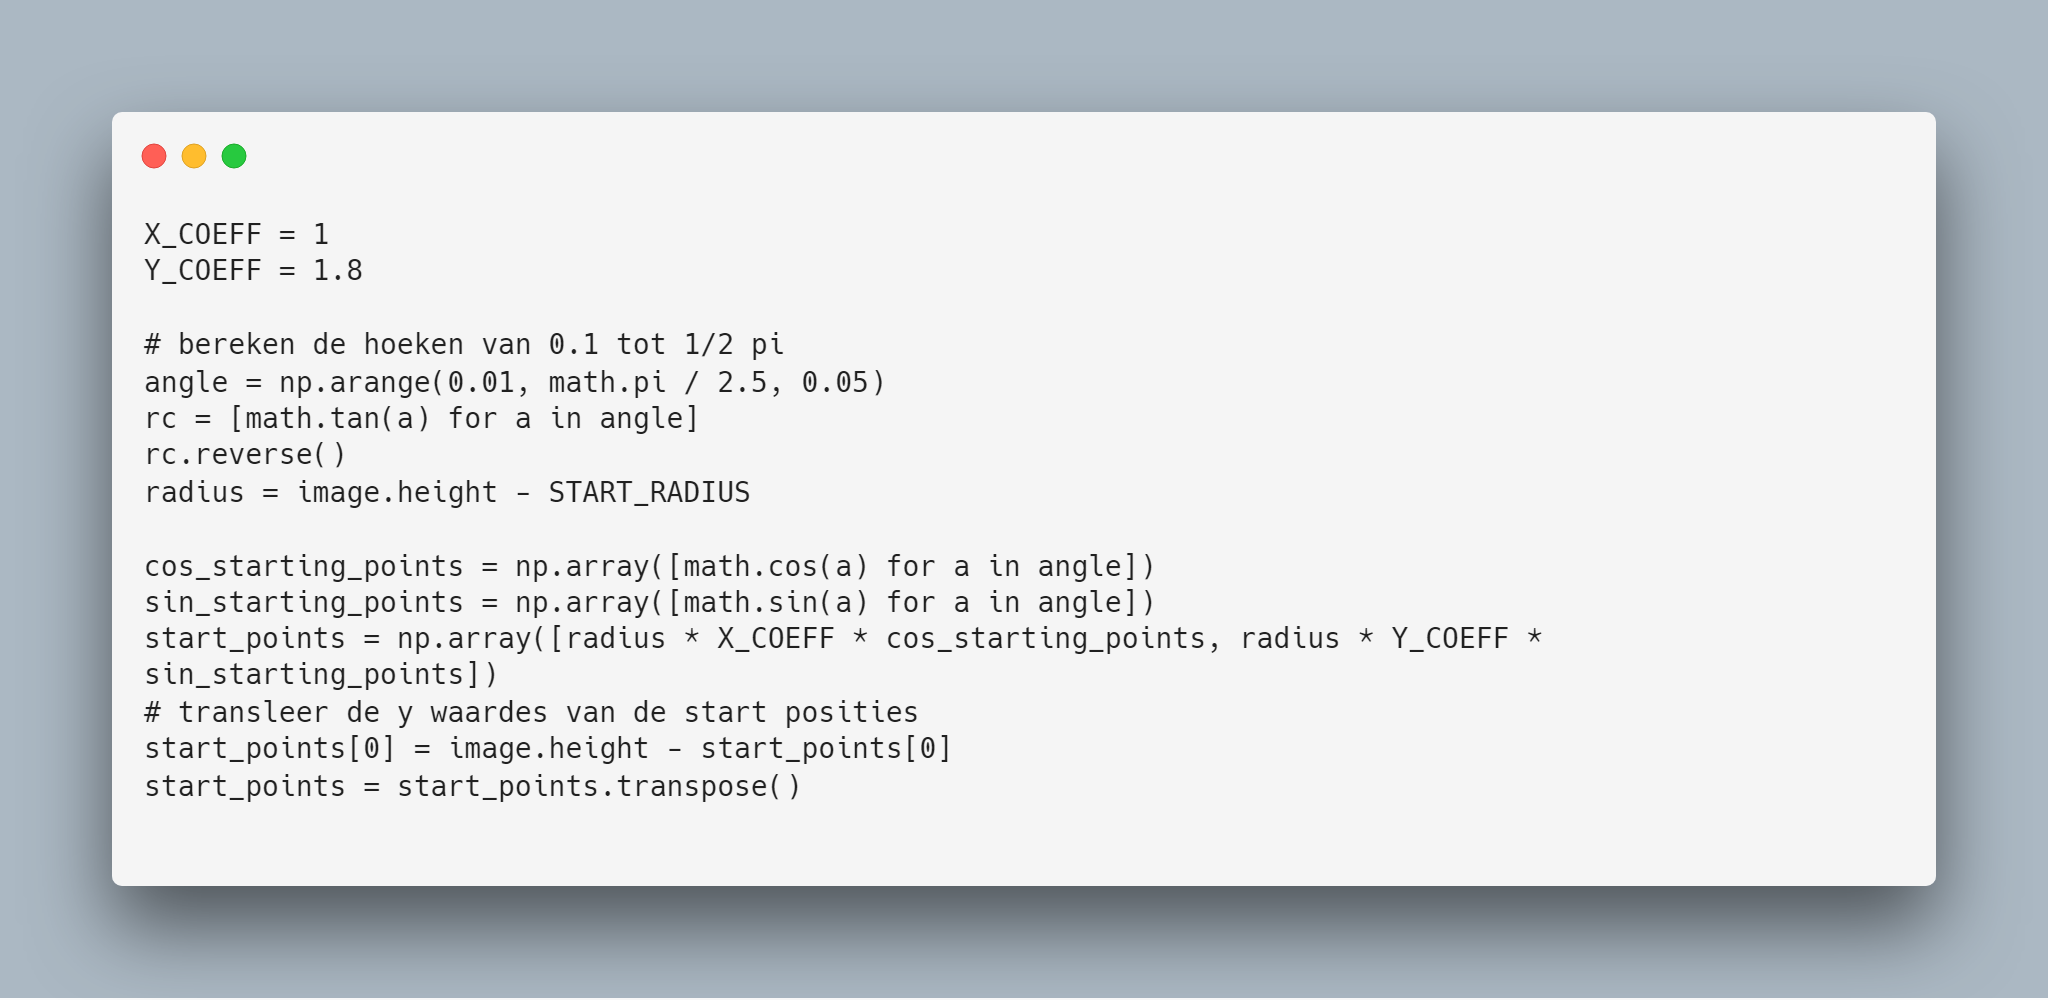 X_COEFF = 1
Y_COEFF = 1.8
# bereken de hoeken van 0.1 tot 1/2 pi
angle = np.arange(0.01, math.pi / 2.5, 0.05)
rc = [math.tan(a) for a in angle]
rc.reverse()
radius = image.height - START_RADIUS
cos_starting_points = np.array([math.cos(a) for a in angle])
sin_starting_points = np.array([math.sin(a) for a in angle])
start_points = np.array([radius * X_COEFF * cos_starting_points, radius * Y_COEFF *
sin_starting_points])
# transleer de y waardes van de start posities
start_points[0] = image.height - start_points[0]
start_points = start_points.transpose()